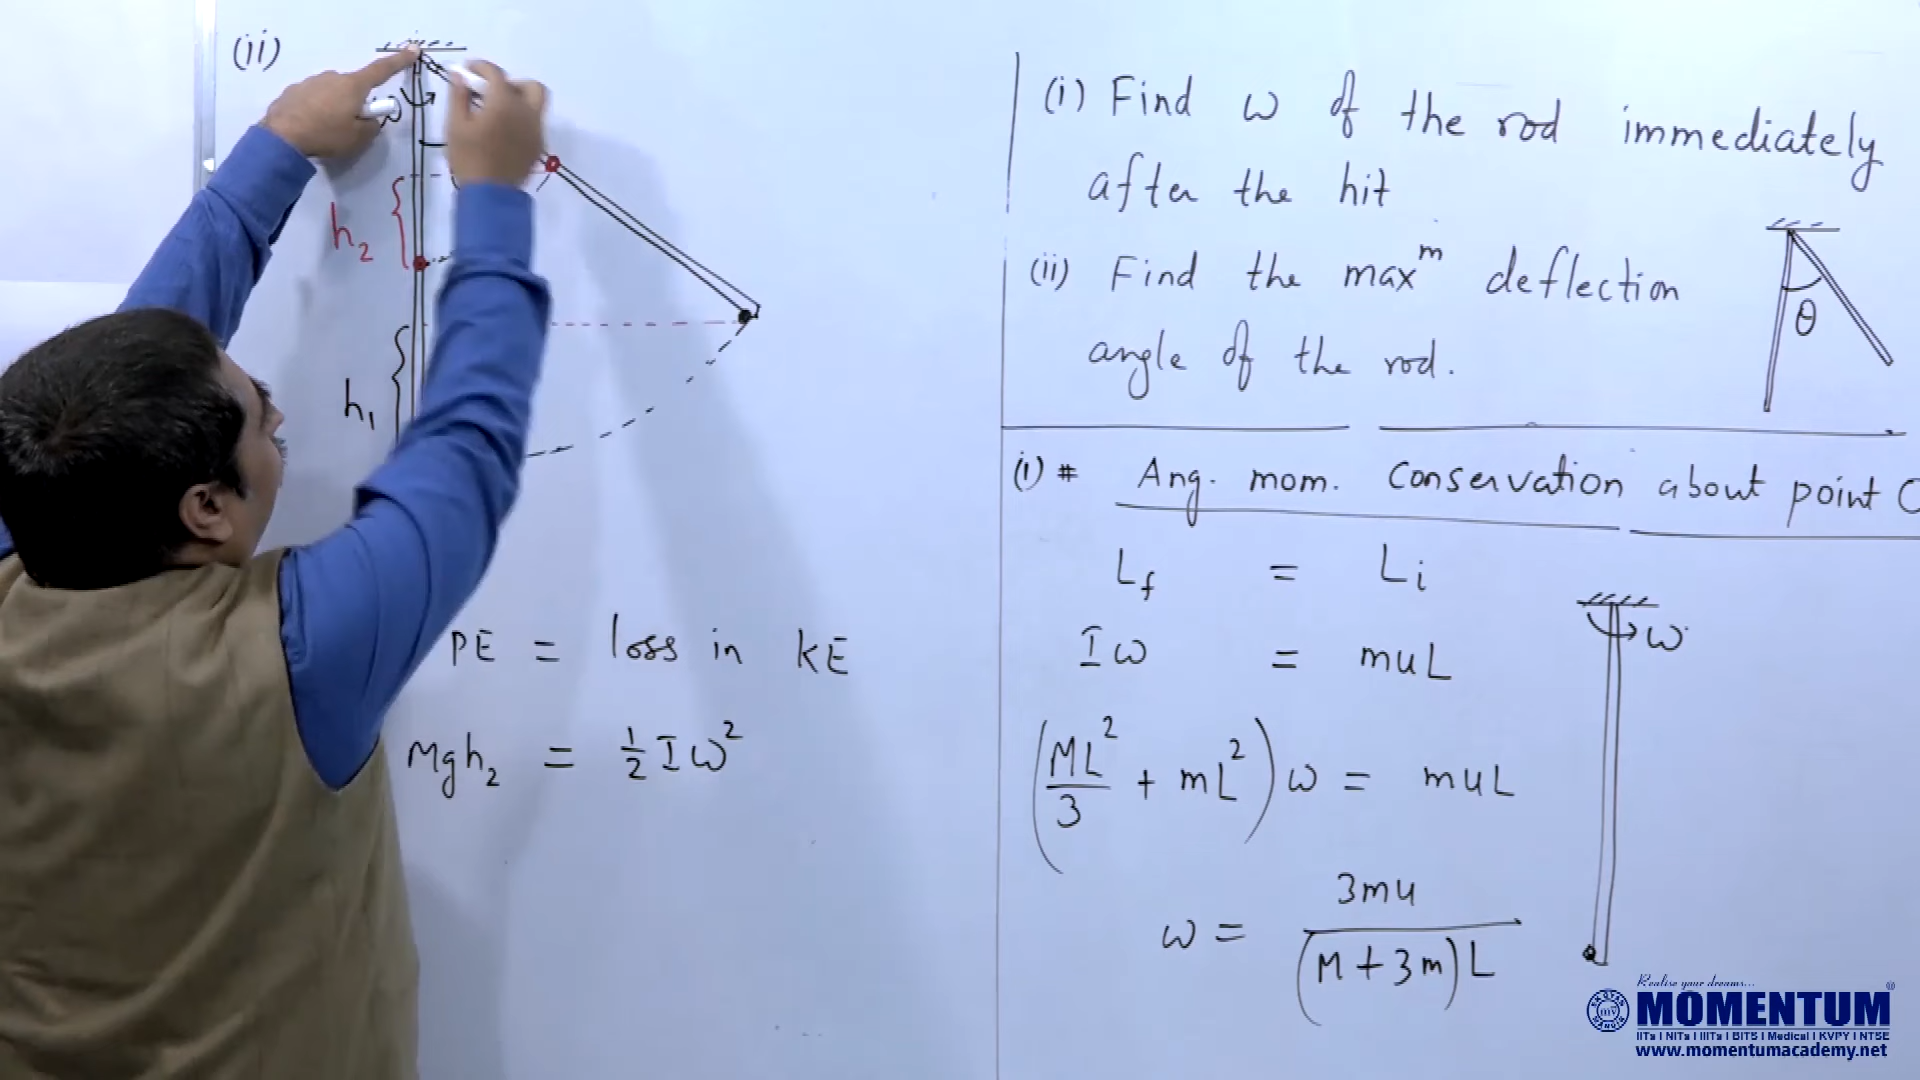 (ii)
ω
h₂
h₁
PE = loss in KE
Mgh₂ = ½Iω²
(i) Find ω of the rod immediately
after the hit
(ii) Find the maxᵐ deflection
angle of the rod.
θ
(i) # Ang. mom. Conservation about point
L_f = L_i
Iω = muL
ω
(ML²/3 + mL²)ω = muL
ω = 3mu/(M+3m)L
Realise your dreams...
MOMENTUM
IITs | NITs | IIITs | BITS | Medical | KVPY | NTSE
www.momentumacademy.net